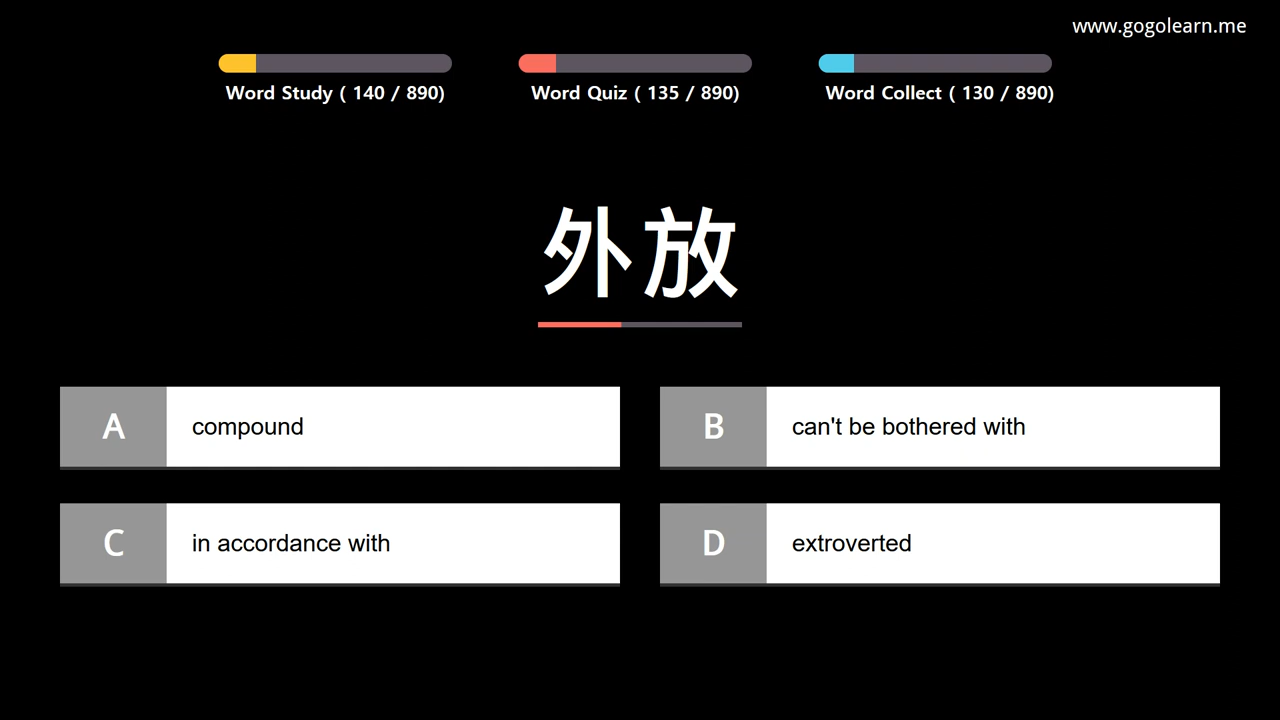 www.gogolearn.me
Word Study ( 140 / 890)
Word Quiz ( 135 / 890)
Word Collect ( 130 / 890)
外放
A compound
B can't be bothered with
C in accordance with
D extroverted